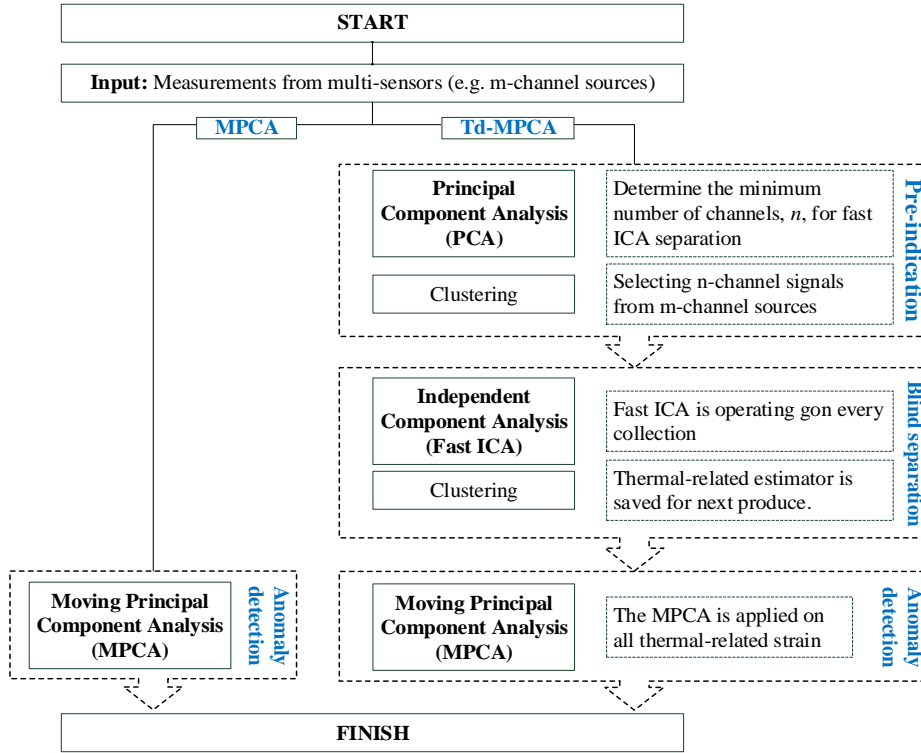 START
Input: Measurements from multi-sensors (e.g. m-channel sources)
MPCA
Td-MPCA
Principal
Component Analysis
(PCA)
Determine the minimum
number of channels, n, for fast
ICA separation
Clustering
Selecting n-channel signals
from m-channel sources
Pre-indication
Independent
Component Analysis
(Fast ICA)
Fast ICA is operating gon every
collection
Clustering
Thermal-related estimator is
saved for next produce.
Blind separation
Moving Principal
Component Analysis
(MPCA)
Anomaly
detection
Moving Principal
Component Analysis
(MPCA)
The MPCA is applied on
all thermal-related strain
Anomaly
detection
FINISH